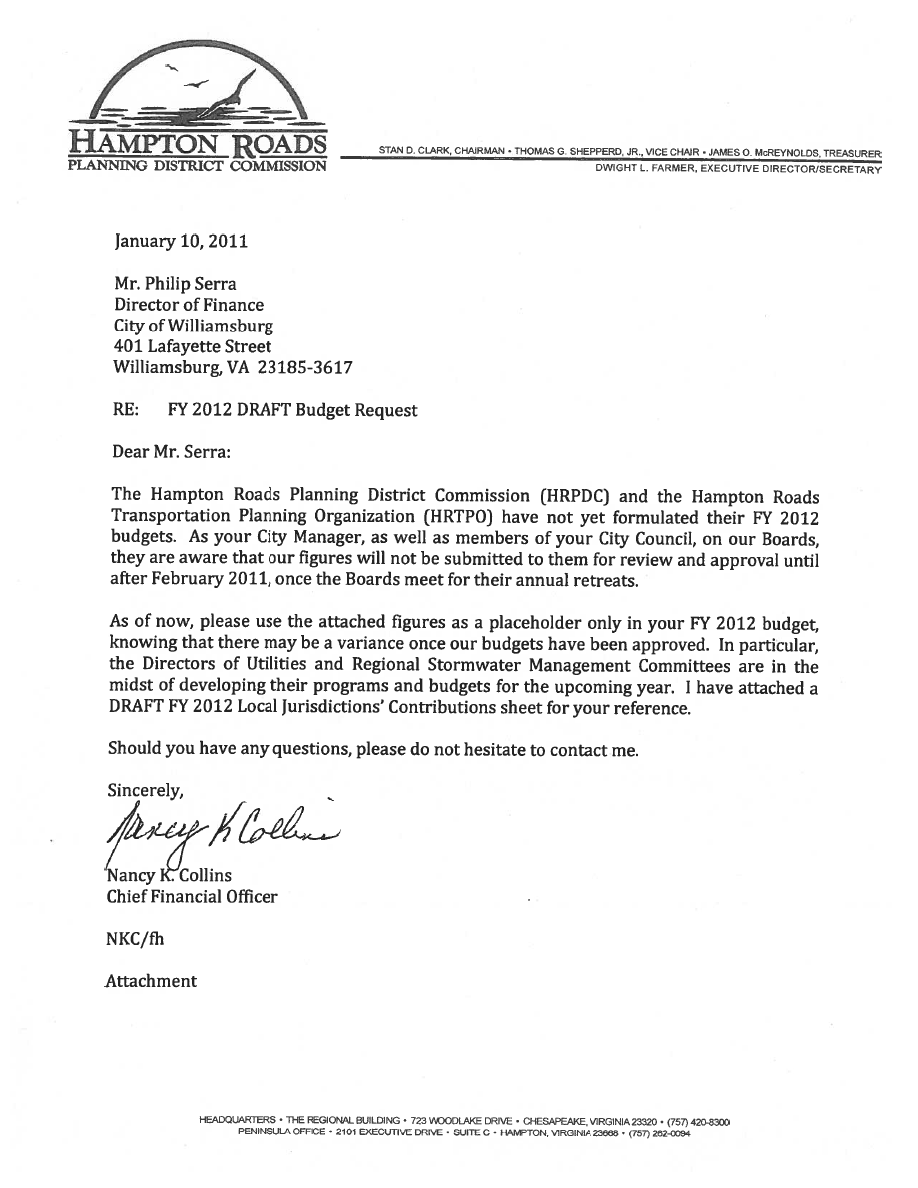 HAMPTON ROADS
PLANNING DISTRICT COMMISSION
STAN D. CLARK, CHAIRMAN • THOMAS G. SHEPPERD, JR., VICE CHAIR • JAMES O. McREYNOLDS, TREASURER
DWIGHT L. FARMER, EXECUTIVE DIRECTOR/SECRETARY
January 10, 2011
Mr. Philip Serra
Director of Finance
City of Williamsburg
401 Lafayette Street
Williamsburg, VA 23185-3617
RE: FY 2012 DRAFT Budget Request
Dear Mr. Serra:
The Hampton Roads Planning District Commission (HRPDC) and the Hampton Roads
Transportation Planning Organization (HRTPO) have not yet formulated their FY 2012
budgets. As your City Manager, as well as members of your City Council, on our Boards,
they are aware that our figures will not be submitted to them for review and approval until
after February 2011, once the Boards meet for their annual retreats.
As of now, please use the attached figures as a placeholder only in your FY 2012 budget,
knowing that there may be a variance once our budgets have been approved. In particular,
the Directors of Utilities and Regional Stormwater Management Committees are in the
midst of developing their programs and budgets for the upcoming year. I have attached a
DRAFT FY 2012 Local Jurisdictions' Contributions sheet for your reference.
Should you have any questions, please do not hesitate to contact me.
Sincerely,
Nancy K Collins
Nancy K. Collins
Chief Financial Officer
NKC/fh
Attachment
HEADQUARTERS • THE REGIONAL BUILDING • 723 WOODLAKE DRIVE • CHESAPEAKE, VIRGINIA 23320 • (757) 420-8300
PENINSULA OFFICE • 2101 EXECUTIVE DRIVE • SUITE C • HAMPTON, VIRGINIA 23666 • (757) 262-0094